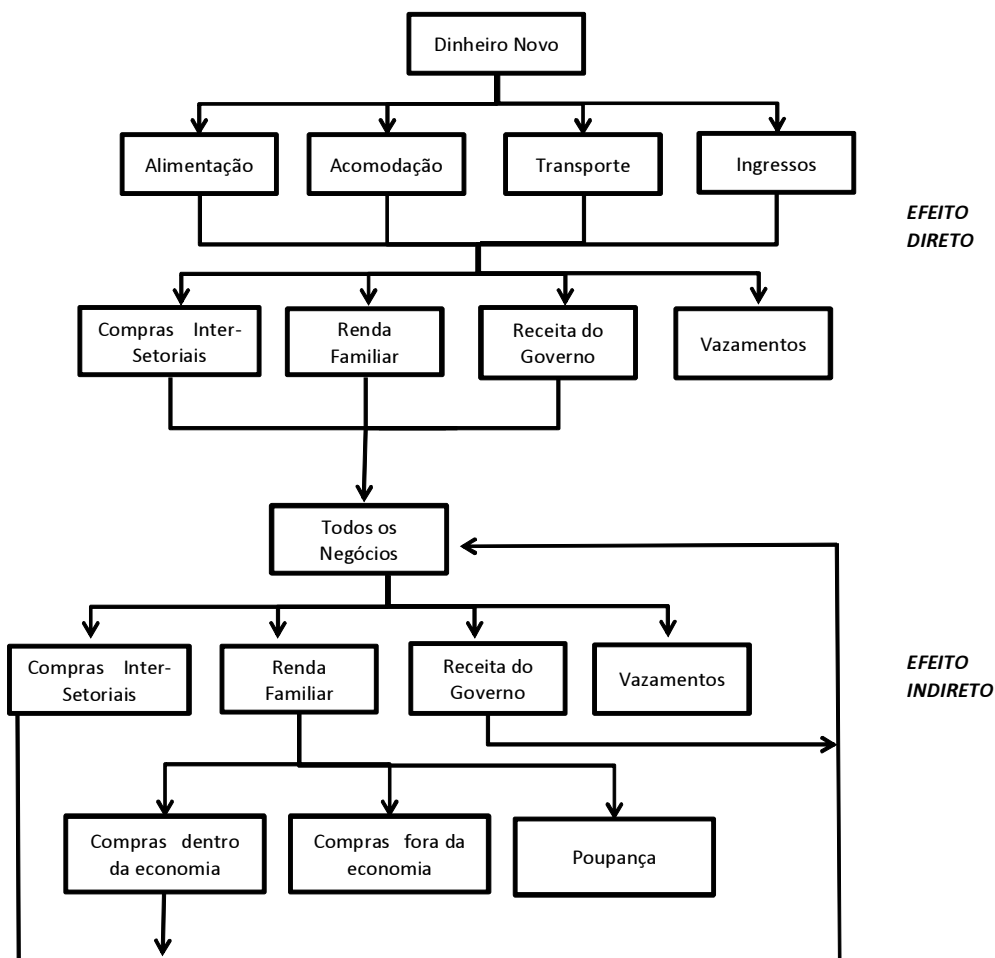 Dinheiro Novo
Alimentação
Acomodação
Transporte
Ingressos
EFEITO
DIRETO
Compras Inter-
Setoriais
Renda
Familiar
Receita do
Governo
Vazamentos
Todos os
Negócios
Compras Inter-
Setoriais
Renda
Familiar
Receita do
Governo
Vazamentos
EFEITO
INDIRETO
Compras dentro
da economia
Compras fora da
economia
Poupança